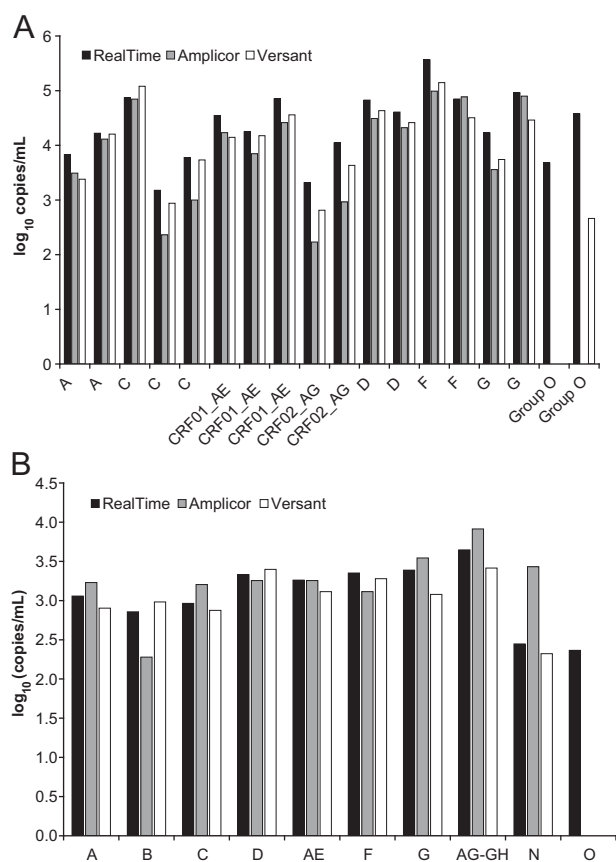 A
RealTime Amplicor Versant
6
5
4
3
2
1
0
log10 copies/mL
A A C C C CRF01_AE CRF01_AE CRF01_AE CRF02_AG CRF02_AG D D F F G G Group O Group O
B
RealTime Amplicor Versant
4.5
4.0
3.5
3.0
2.5
2.0
1.5
1.0
0.5
0.0
log10 (copies/mL)
A B C D AE F G AG-GH N O